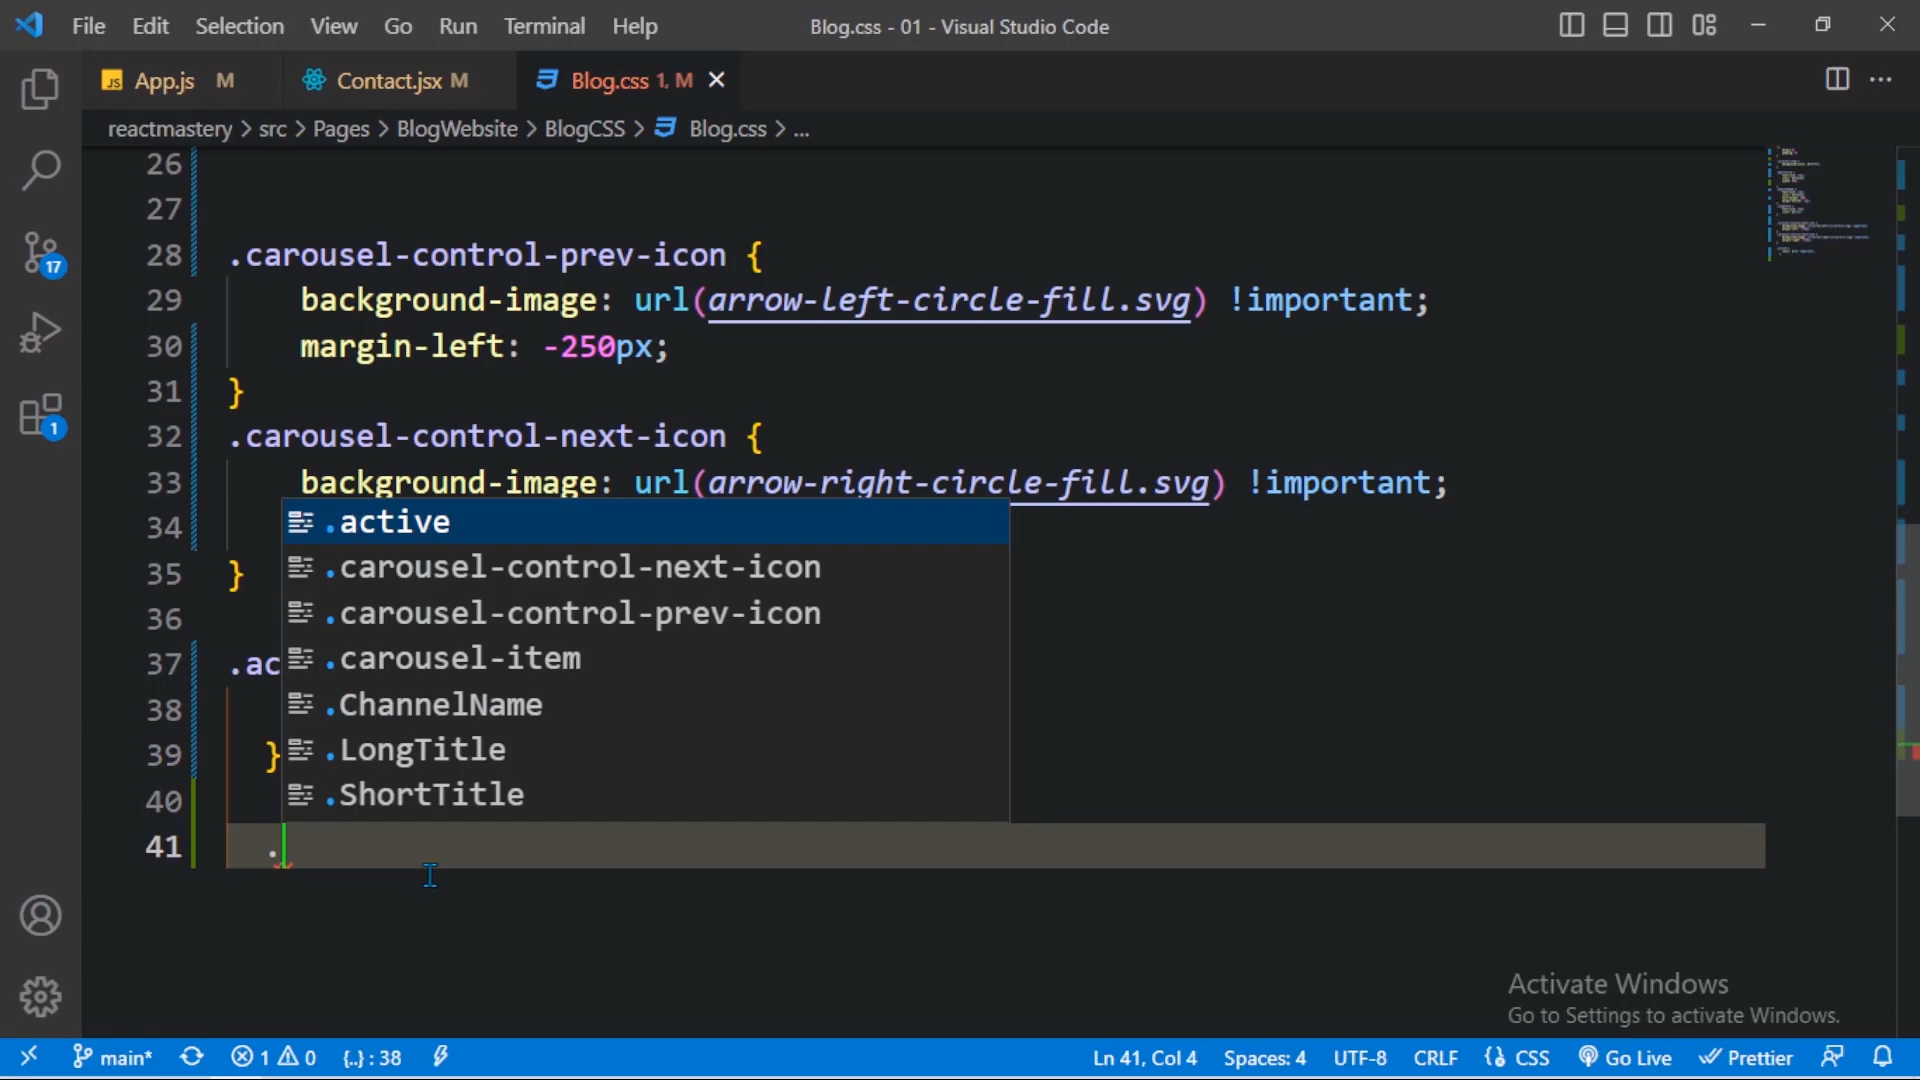 File Edit Selection View Go Run Terminal Help Blog.css - 01 - Visual Studio Code
JS App.js M Contact.jsx M Blog.css 1, M
reactmastery > src > Pages > BlogWebsite > BlogCSS > Blog.css > ...
26
27
28 .carousel-control-prev-icon {
29 background-image: url(arrow-left-circle-fill.svg) !important;
30 margin-left: -250px;
31 }
32 .carousel-control-next-icon {
33 background-image: url(arrow-right-circle-fill.svg) !important;
34 .active
35 } .carousel-control-next-icon
36 .carousel-control-prev-icon
37 .ac .carousel-item
38 .ChannelName
39 } .LongTitle
40 .ShortTitle
41 .
17
1
Activate Windows
Go to Settings to activate Windows.
main* 1 0 {..} : 38 Ln 41, Col 4 Spaces: 4 UTF-8 CRLF CSS Go Live Prettier